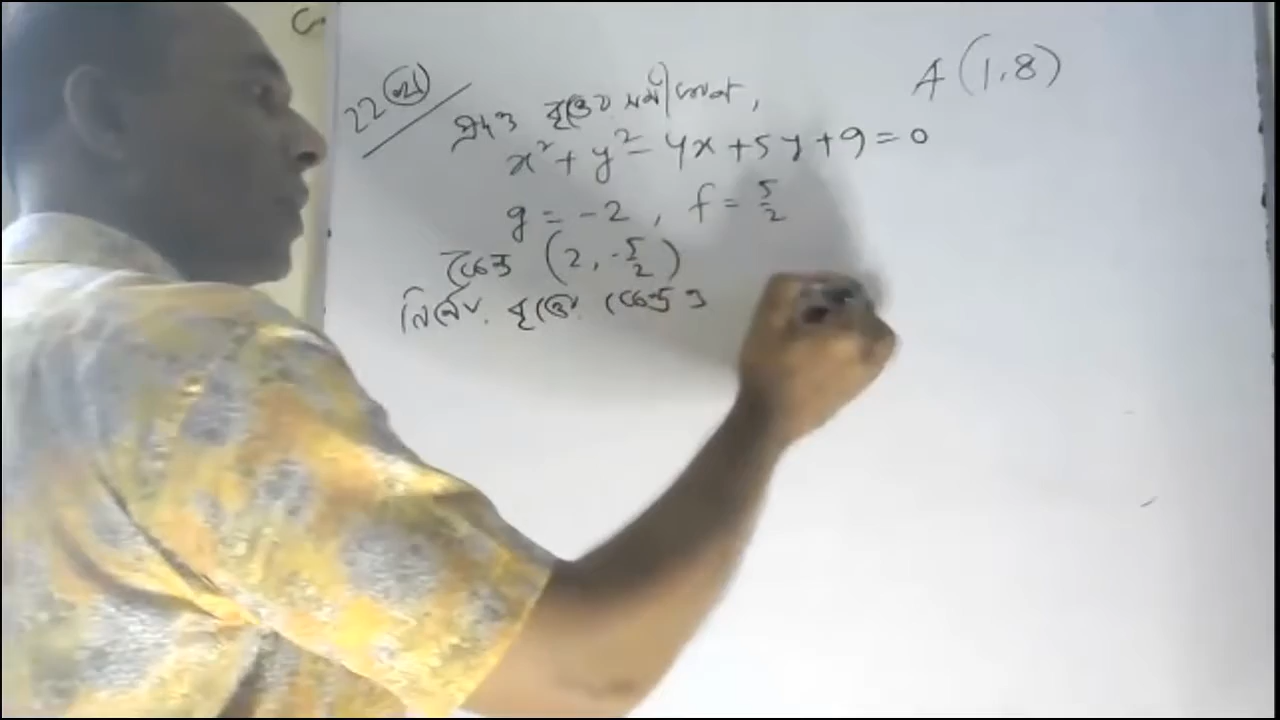 A (1, 8)
22
প্রদত্ত বৃত্তের সমীকরণ,
x² + y² - 4x + 5y + 9 = 0
g = -2 , f = 5/2
কেন্দ্র (2, -5/2)
নির্ণেয় বৃত্তের কেন্দ্র ও